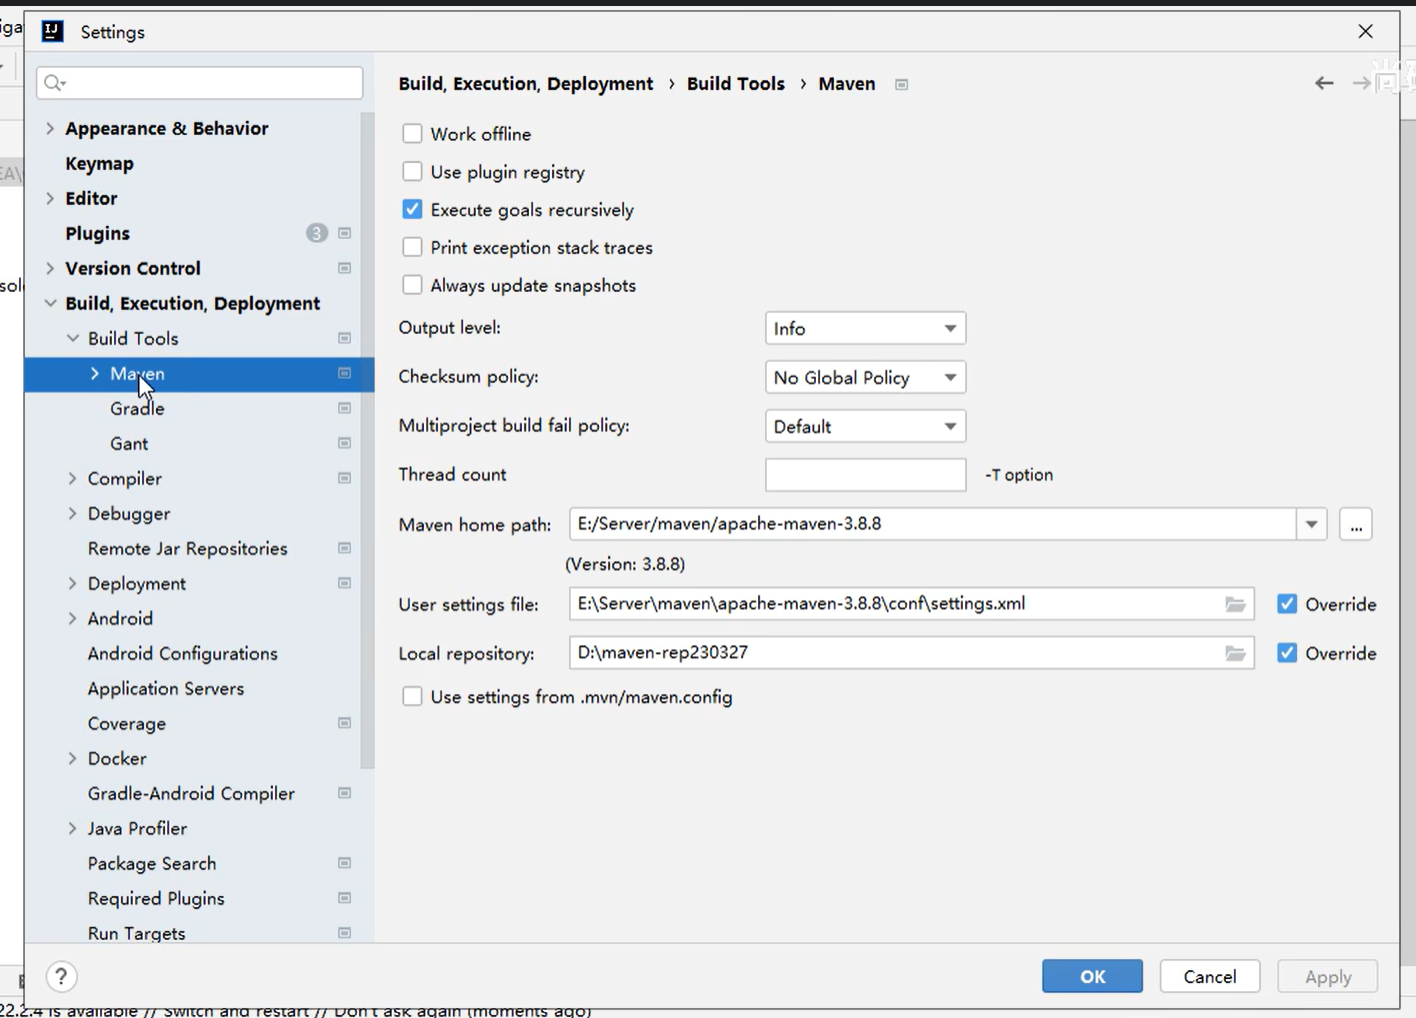 Settings
Build, Execution, Deployment › Build Tools › Maven
Appearance & Behavior
Keymap
Editor
Plugins 3
Version Control
Build, Execution, Deployment
Build Tools
Maven
Gradle
Gant
Compiler
Debugger
Remote Jar Repositories
Deployment
Android
Android Configurations
Application Servers
Coverage
Docker
Gradle-Android Compiler
Java Profiler
Package Search
Required Plugins
Run Targets
Work offline
Use plugin registry
Execute goals recursively
Print exception stack traces
Always update snapshots
Output level: Info
Checksum policy: No Global Policy
Multiproject build fail policy: Default
Thread count -T option
Maven home path: E:/Server/maven/apache-maven-3.8.8 ...
(Version: 3.8.8)
User settings file: E:\Server\maven\apache-maven-3.8.8\conf\settings.xml Override
Local repository: D:\maven-rep230327 Override
Use settings from .mvn/maven.config
? OK Cancel Apply
22.2.4 is available // Switch and restart // Don't ask again (moments ago)